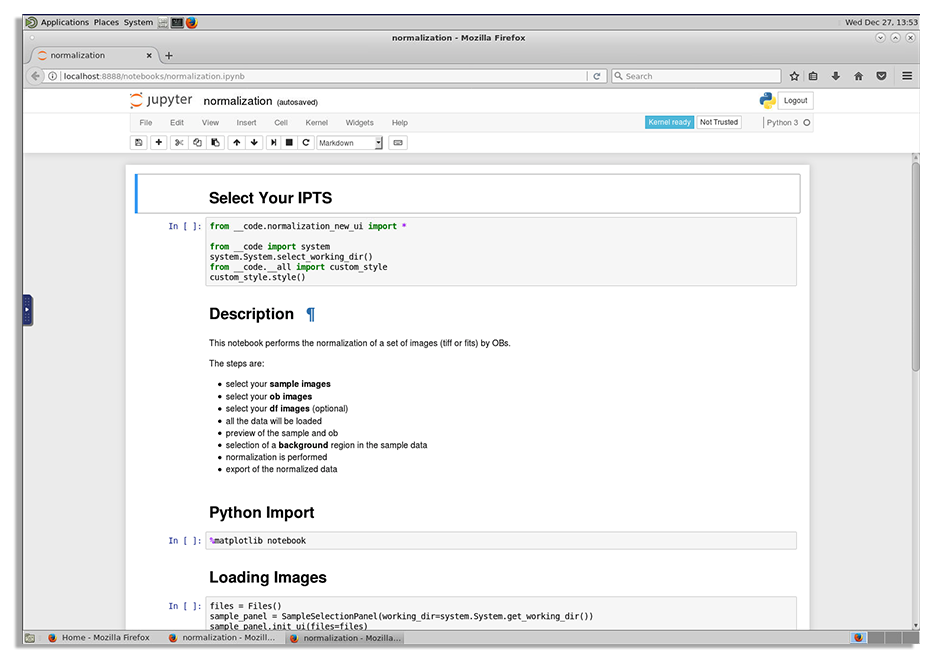 Applications Places System
Wed Dec 27, 13:53
normalization - Mozilla Firefox
normalization × +
localhost:8888/notebooks/normalization.ipynb
Search
jupyter normalization (autosaved)
Logout
File Edit View Insert Cell Kernel Widgets Help
Kernel ready Not Trusted Python 3
Markdown
Select Your IPTS
In [ ]: from __code.normalization_new_ui import *
from __code import system
system.System.select_working_dir()
from __code.__all import custom_style
custom_style.style()
Description ¶
This notebook performs the normalization of a set of images (tiff or fits) by OBs.
The steps are:
• select your sample images
• select your ob images
• select your df images (optional)
• all the data will be loaded
• preview of the sample and ob
• selection of a background region in the sample data
• normalization is performed
• export of the normalized data
Python Import
In [ ]: %matplotlib notebook
Loading Images
In [ ]: files = Files()
sample_panel = SampleSelectionPanel(working_dir=system.System.get_working_dir())
sample_panel.init_ui(files=files)
Home - Mozilla Firefox
normalization - Mozill...
normalization - Mozilla...